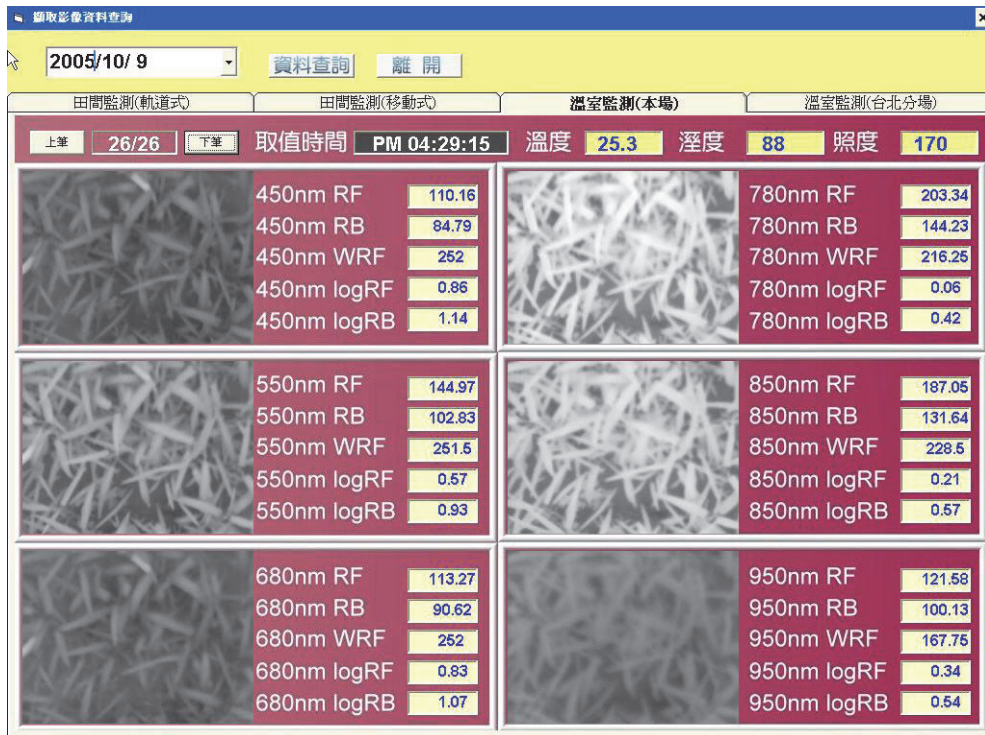 擷取影像資料查詢
2005/10/ 9 資料查詢 離 開
田間監測(軌道式) 田間監測(移動式) 溫室監測(本場) 溫室監測(台北分場)
上筆 26/26 下筆 取值時間 PM 04:29:15 溫度 25.3 溼度 88 照度 170
450nm RF 110.16
450nm RB 84.79
450nm WRF 252
450nm logRF 0.86
450nm logRB 1.14
780nm RF 203.34
780nm RB 144.23
780nm WRF 216.25
780nm logRF 0.06
780nm logRB 0.42
550nm RF 144.97
550nm RB 102.83
550nm WRF 251.5
550nm logRF 0.57
550nm logRB 0.93
850nm RF 187.05
850nm RB 131.64
850nm WRF 228.5
850nm logRF 0.21
850nm logRB 0.57
680nm RF 113.27
680nm RB 90.62
680nm WRF 252
680nm logRF 0.83
680nm logRB 1.07
950nm RF 121.58
950nm RB 100.13
950nm WRF 167.75
950nm logRF 0.34
950nm logRB 0.54